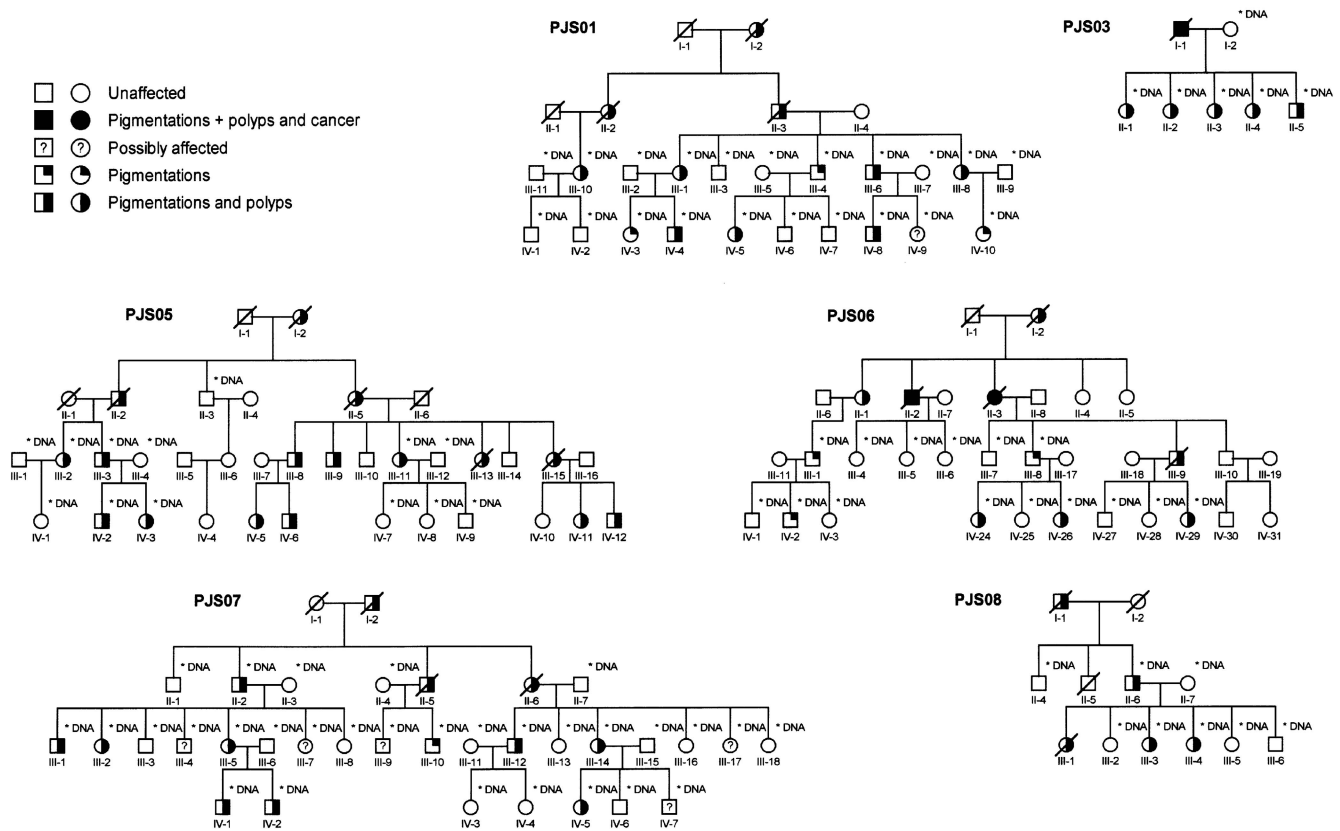 PJS01
I-1
I-2
II-1
II-2
II-3
II-4
* DNA * DNA * DNA * DNA * DNA * DNA * DNA * DNA * DNA * DNA * DNA
III-11 III-10 III-2 III-1 III-3 III-5 III-4 III-6 III-7 III-8 III-9
* DNA * DNA * DNA * DNA * DNA * DNA * DNA * DNA * DNA * DNA
IV-1 IV-2 IV-3 IV-4 IV-5 IV-6 IV-7 IV-8 IV-9 IV-10
?
PJS03
* DNA
I-1
I-2
* DNA * DNA * DNA * DNA * DNA
II-1 II-2 II-3 II-4 II-5
Unaffected
Pigmentations + polyps and cancer
? ? Possibly affected
Pigmentations
Pigmentations and polyps
PJS05
I-1
I-2
* DNA
II-1 II-2 II-3 II-4 II-5 II-6
* DNA * DNA * DNA * DNA * DNA * DNA * DNA * DNA * DNA * DNA * DNA * DNA
III-1 III-2 III-3 III-4 III-5 III-6 III-7 III-8 III-9 III-10 III-11 III-12 III-13 III-14 III-15 III-16
* DNA * DNA * DNA * DNA * DNA * DNA * DNA
IV-1 IV-2 IV-3 IV-4 IV-5 IV-6 IV-7 IV-8 IV-9 IV-10 IV-11 IV-12
PJS06
I-1
I-2
II-6 II-1 II-2 II-7 II-3 II-8 II-4 II-5
* DNA * DNA * DNA * DNA * DNA * DNA * DNA
III-11 III-1 III-4 III-5 III-6 III-7 III-8 III-17 III-18 III-9 III-10 III-19
* DNA * DNA * DNA * DNA * DNA * DNA * DNA * DNA
IV-1 IV-2 IV-3 IV-24 IV-25 IV-26 IV-27 IV-28 IV-29 IV-30 IV-31
PJS07
I-1
I-2
* DNA * DNA * DNA * DNA * DNA
II-1 II-2 II-3 II-4 II-5 II-6 II-7
* DNA * DNA * DNA * DNA * DNA * DNA * DNA * DNA * DNA * DNA * DNA * DNA * DNA * DNA * DNA * DNA * DNA
? ? ? ?
III-1 III-2 III-3 III-4 III-5 III-6 III-7 III-8 III-9 III-10 III-11 III-12 III-13 III-14 III-15 III-16 III-17 III-18
* DNA * DNA * DNA * DNA * DNA * DNA * DNA
?
IV-1 IV-2 IV-3 IV-4 IV-5 IV-6 IV-7
PJS08
I-1
I-2
* DNA * DNA * DNA
II-4 II-5 II-6 II-7
* DNA * DNA * DNA * DNA * DNA
III-1 III-2 III-3 III-4 III-5 III-6